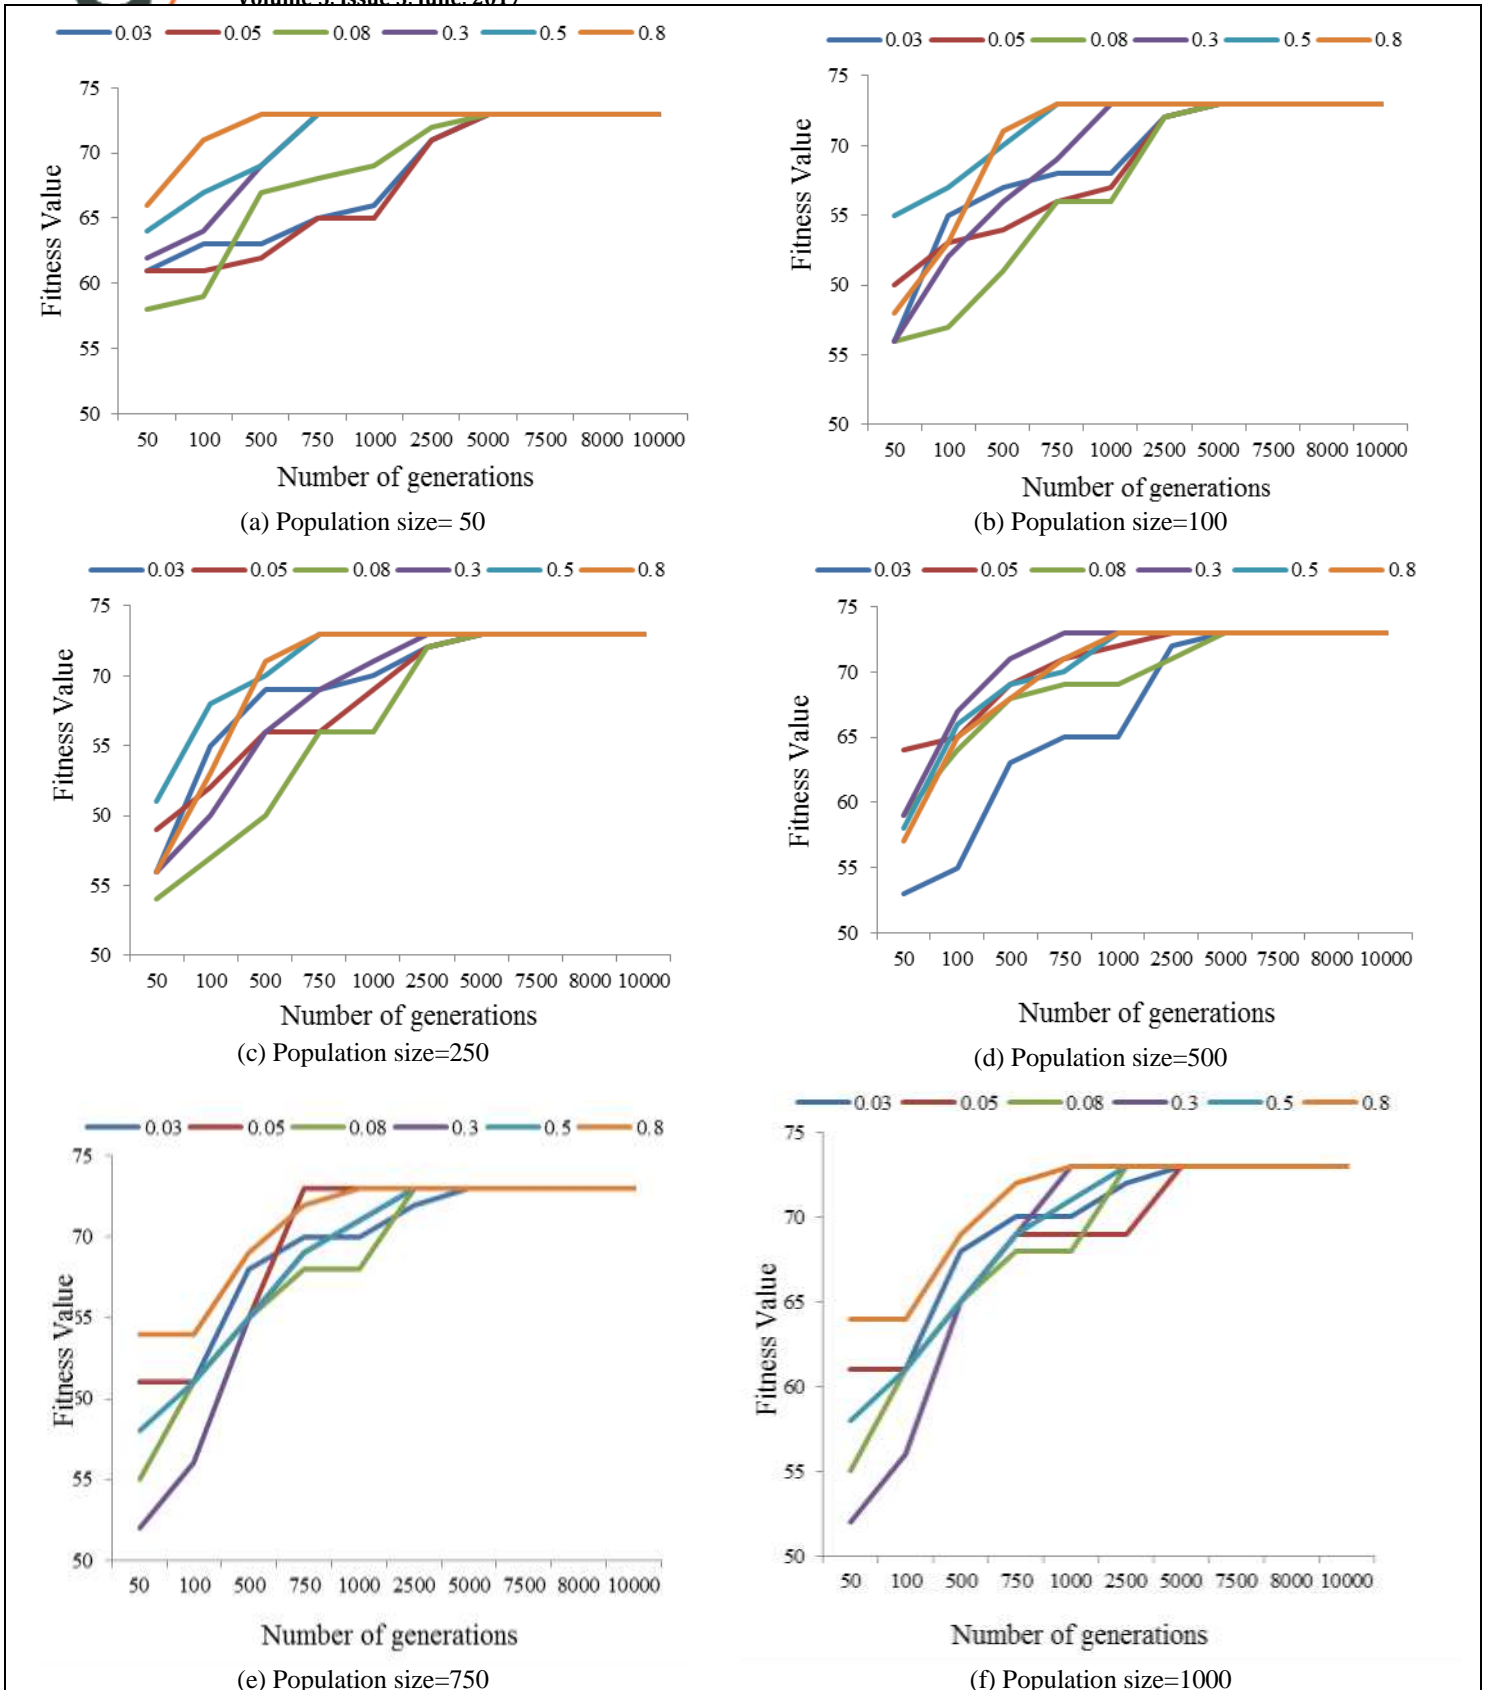 Volume Issue June 2017
0.03 0.05 0.08 0.3 0.5 0.8
75
70
65
60
55
50
Fitness Value
50 100 500 750 1000 2500 5000 7500 8000 10000
Number of generations
(a) Population size= 50
0.03 0.05 0.08 0.3 0.5 0.8
75
70
55
50
55
50
Fitness Value
50 100 500 750 1000 2500 5000 7500 8000 10000
Number of generations
(b) Population size=100
0.03 0.05 0.08 0.3 0.5 0.8
75
70
55
50
55
50
Fitness Value
50 100 500 750 1000 2500 5000 7500 8000 10000
Number of generations
(c) Population size=250
0.03 0.05 0.08 0.3 0.5 0.8
75
70
65
60
55
50
Fitness Value
50 100 500 750 1000 2500 5000 7500 8000 10000
Number of generations
(d) Population size=500
0.03 0.05 0.08 0.3 0.5 0.8
75
70
55
50
55
50
Fitness Value
50 100 500 750 1000 2500 5000 7500 8000 10000
Number of generations
(e) Population size=750
0.03 0.05 0.08 0.3 0.5 0.8
75
70
65
60
55
50
Fitness Value
50 100 500 750 1000 2500 5000 7500 8000 10000
Number of generations
(f) Population size=1000